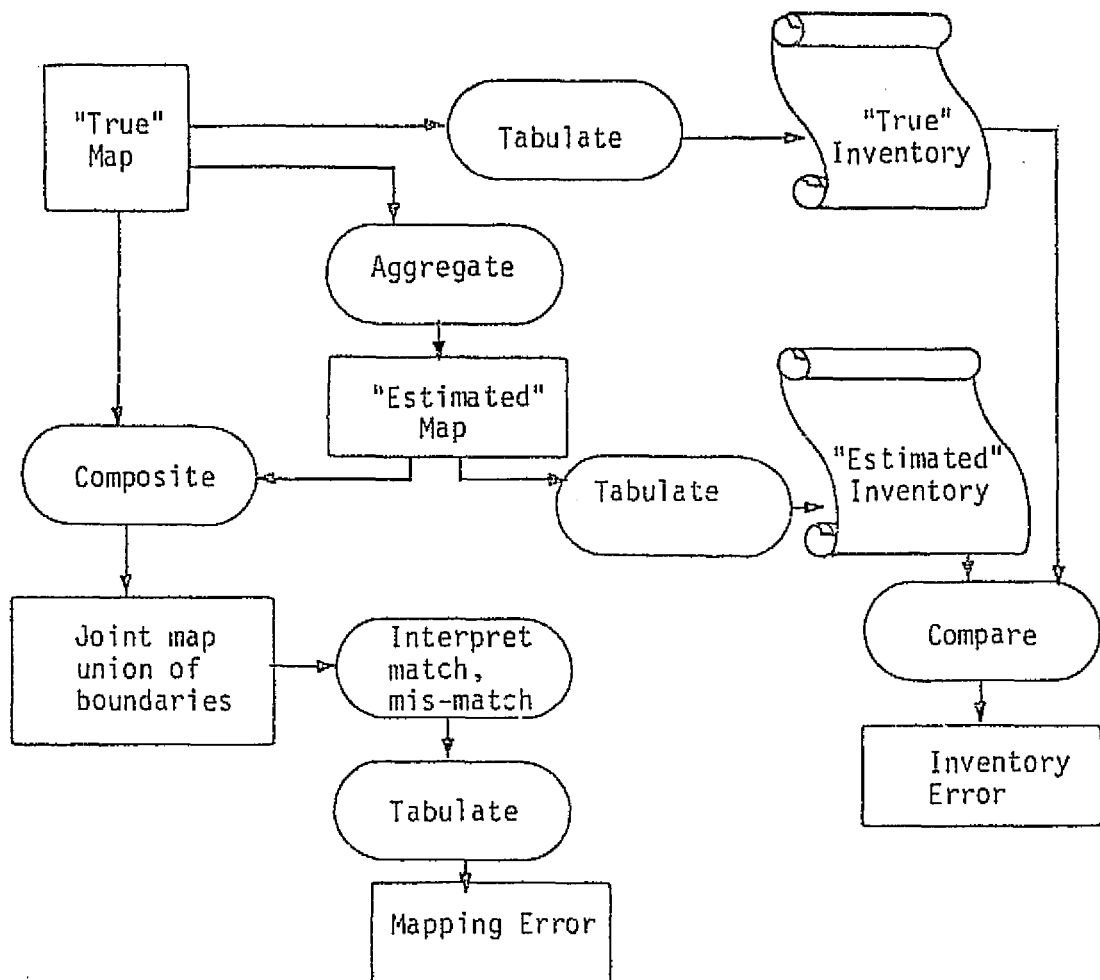 "True"
Map
Tabulate
"True"
Inventory
Aggregate
"Estimated"
Map
Composite
Tabulate
"Estimated"
Inventory
Joint map
union of
boundaries
Interpret
match,
mis-match
Compare
Tabulate
Inventory
Error
Mapping Error